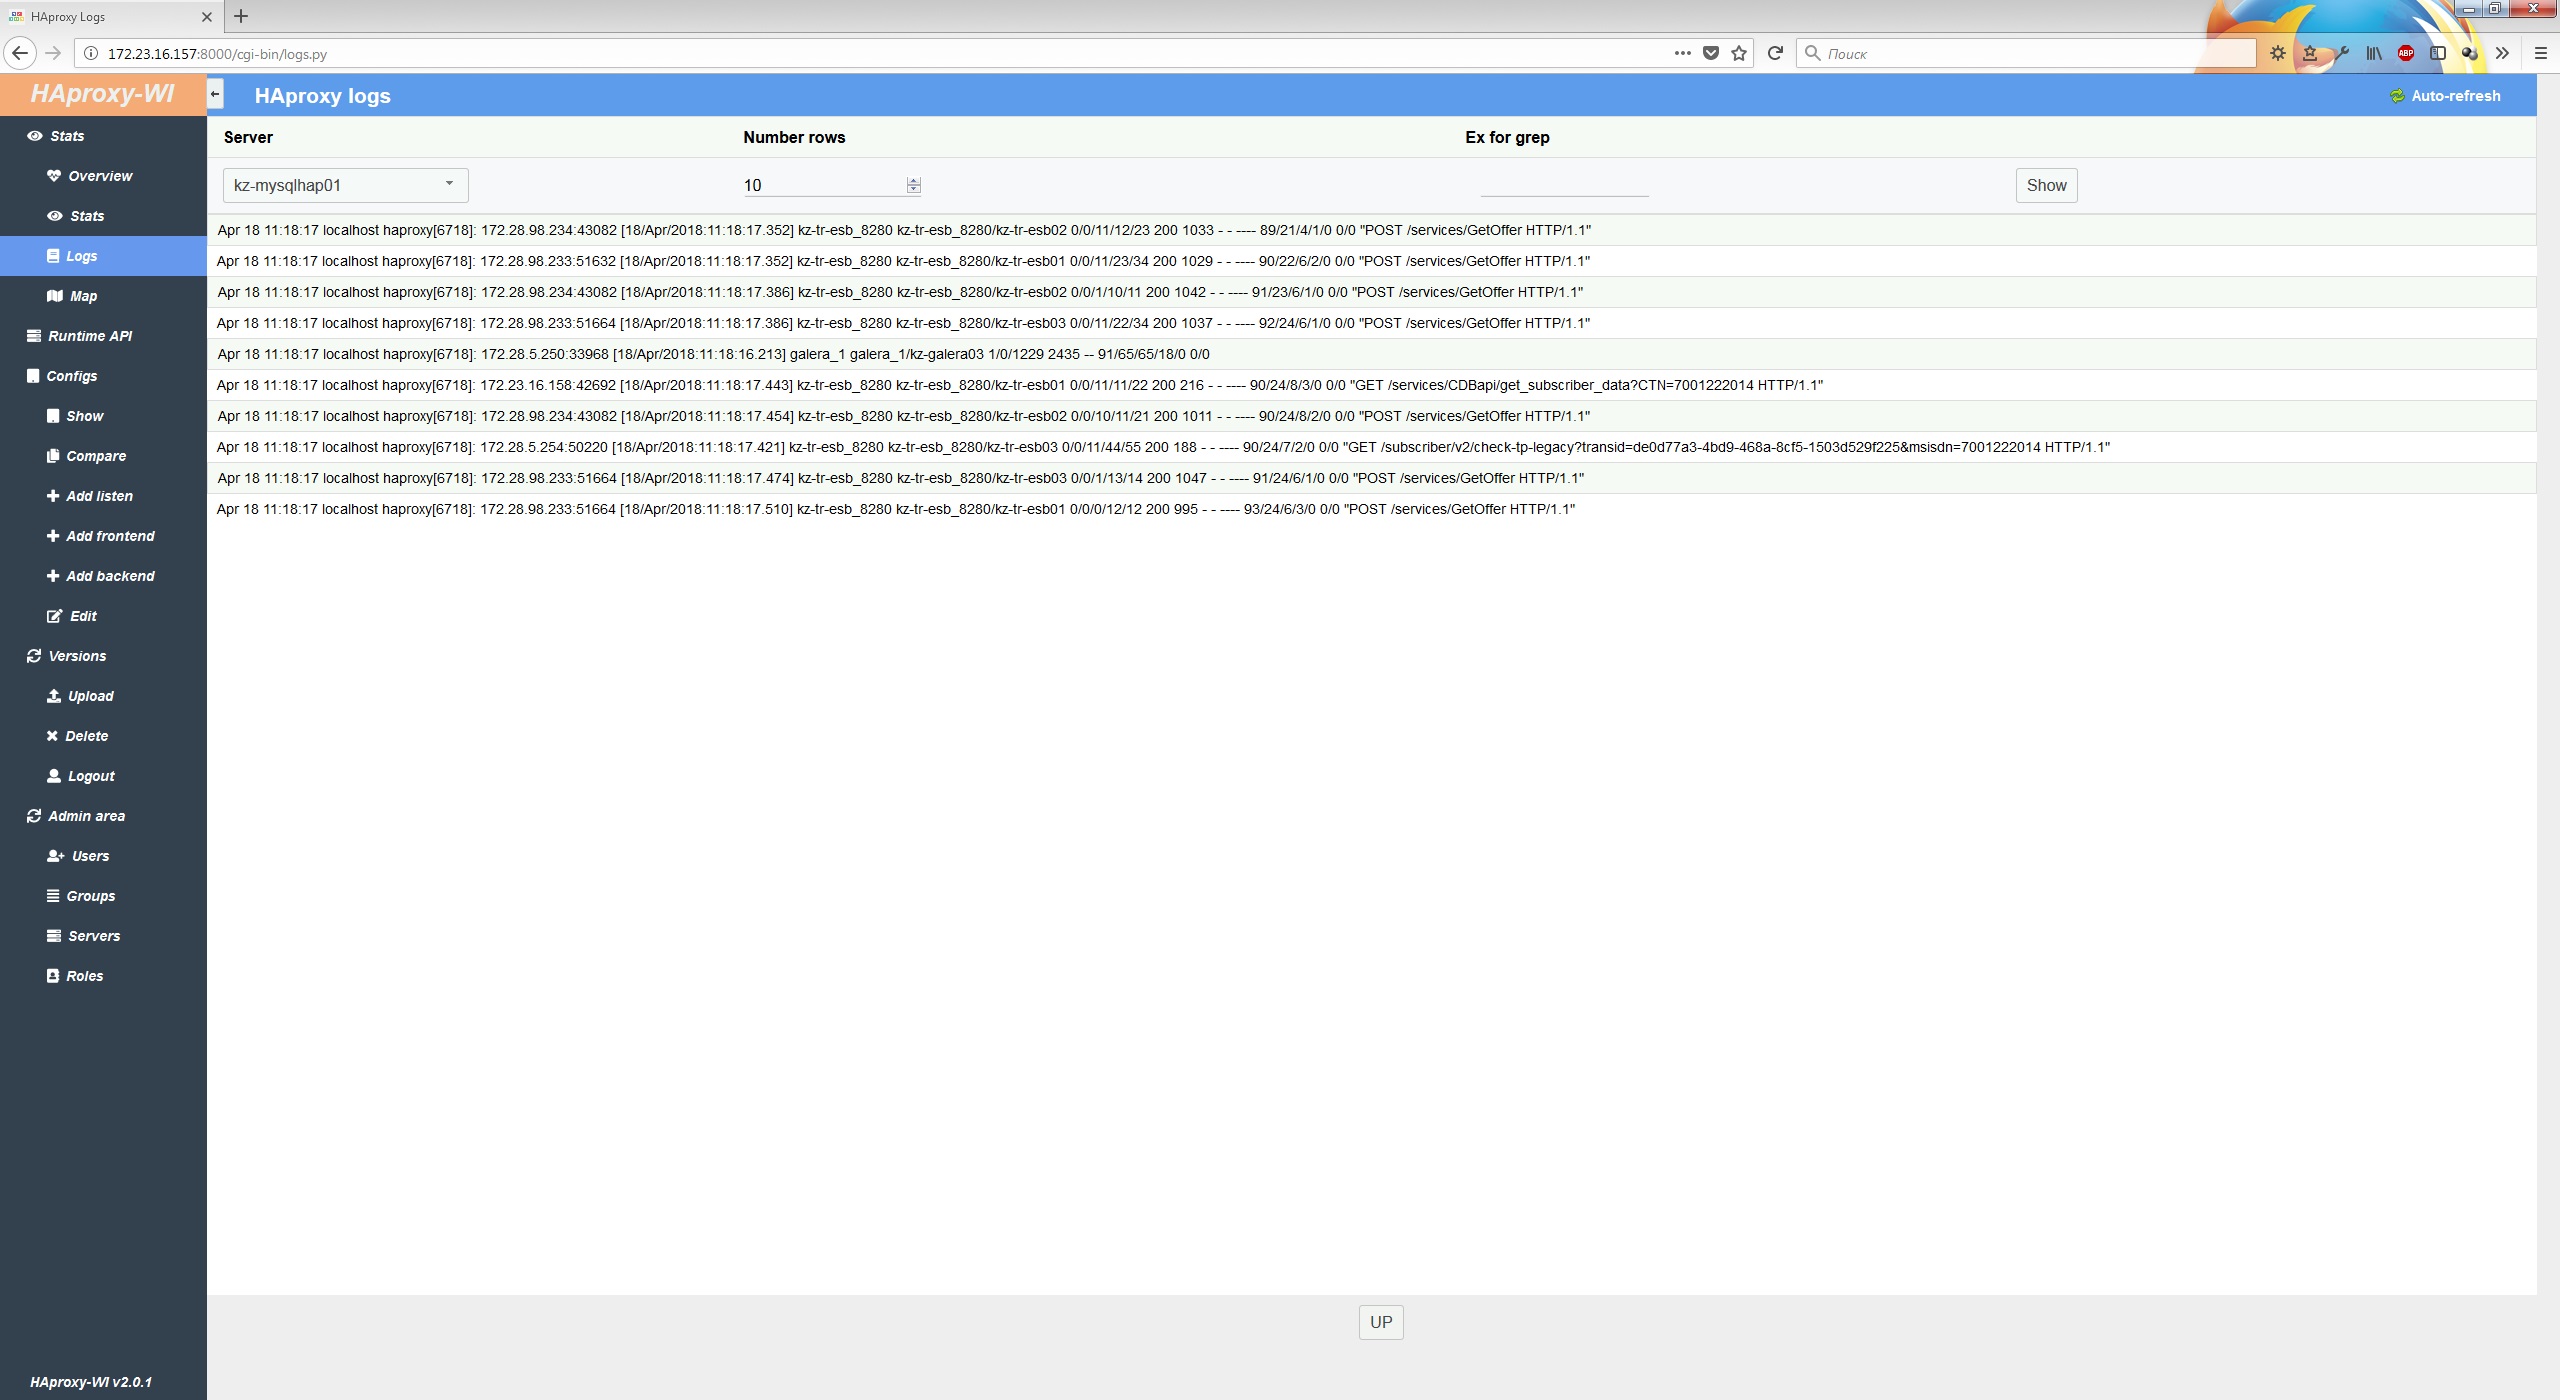 HAproxy Logs
172.23.16.157:8000/cgi-bin/logs.py
Поиск
ABP
HAproxy-WI
HAproxy logs
Auto-refresh
Stats
Overview
Stats
Logs
Map
Runtime API
Configs
Show
Compare
Add listen
Add frontend
Add backend
Edit
Versions
Upload
Delete
Logout
Admin area
Users
Groups
Servers
Roles
HAproxy-WI v2.0.1
Server Number rows Ex for grep
kz-mysqlhap01 10 Show
Apr 18 11:18:17 localhost haproxy[6718]: 172.28.98.234:43082 [18/Apr/2018:11:18:17.352] kz-tr-esb_8280 kz-tr-esb_8280/kz-tr-esb02 0/0/11/12/23 200 1033 - - ---- 89/21/4/1/0 0/0 "POST /services/GetOffer HTTP/1.1"
Apr 18 11:18:17 localhost haproxy[6718]: 172.28.98.233:51632 [18/Apr/2018:11:18:17.352] kz-tr-esb_8280 kz-tr-esb_8280/kz-tr-esb01 0/0/11/23/34 200 1029 - - ---- 90/22/6/2/0 0/0 "POST /services/GetOffer HTTP/1.1"
Apr 18 11:18:17 localhost haproxy[6718]: 172.28.98.234:43082 [18/Apr/2018:11:18:17.386] kz-tr-esb_8280 kz-tr-esb_8280/kz-tr-esb02 0/0/1/10/11 200 1042 - - ---- 91/23/6/1/0 0/0 "POST /services/GetOffer HTTP/1.1"
Apr 18 11:18:17 localhost haproxy[6718]: 172.28.98.233:51664 [18/Apr/2018:11:18:17.386] kz-tr-esb_8280 kz-tr-esb_8280/kz-tr-esb03 0/0/11/22/34 200 1037 - - ---- 92/24/6/1/0 0/0 "POST /services/GetOffer HTTP/1.1"
Apr 18 11:18:17 localhost haproxy[6718]: 172.28.5.250:33968 [18/Apr/2018:11:18:16.213] galera_1 galera_1/kz-galera03 1/0/1229 2435 -- 91/65/65/18/0 0/0
Apr 18 11:18:17 localhost haproxy[6718]: 172.23.16.158:42692 [18/Apr/2018:11:18:17.443] kz-tr-esb_8280 kz-tr-esb_8280/kz-tr-esb01 0/0/11/11/22 200 216 - - ---- 90/24/8/3/0 0/0 "GET /services/CDBapi/get_subscriber_data?CTN=7001222014 HTTP/1.1"
Apr 18 11:18:17 localhost haproxy[6718]: 172.28.98.234:43082 [18/Apr/2018:11:18:17.454] kz-tr-esb_8280 kz-tr-esb_8280/kz-tr-esb02 0/0/10/11/21 200 1011 - - ---- 90/24/8/2/0 0/0 "POST /services/GetOffer HTTP/1.1"
Apr 18 11:18:17 localhost haproxy[6718]: 172.28.5.254:50220 [18/Apr/2018:11:18:17.421] kz-tr-esb_8280 kz-tr-esb_8280/kz-tr-esb03 0/0/11/44/55 200 188 - - ---- 90/24/7/2/0 0/0 "GET /subscriber/v2/check-tp-legacy?transid=de0d77a3-4bd9-468a-8cf5-1503d529f225&msisdn=7001222014 HTTP/1.1"
Apr 18 11:18:17 localhost haproxy[6718]: 172.28.98.233:51664 [18/Apr/2018:11:18:17.474] kz-tr-esb_8280 kz-tr-esb_8280/kz-tr-esb03 0/0/1/13/14 200 1047 - - ---- 91/24/6/1/0 0/0 "POST /services/GetOffer HTTP/1.1"
Apr 18 11:18:17 localhost haproxy[6718]: 172.28.98.233:51664 [18/Apr/2018:11:18:17.510] kz-tr-esb_8280 kz-tr-esb_8280/kz-tr-esb01 0/0/0/12/12 200 995 - - ---- 93/24/6/3/0 0/0 "POST /services/GetOffer HTTP/1.1"
UP